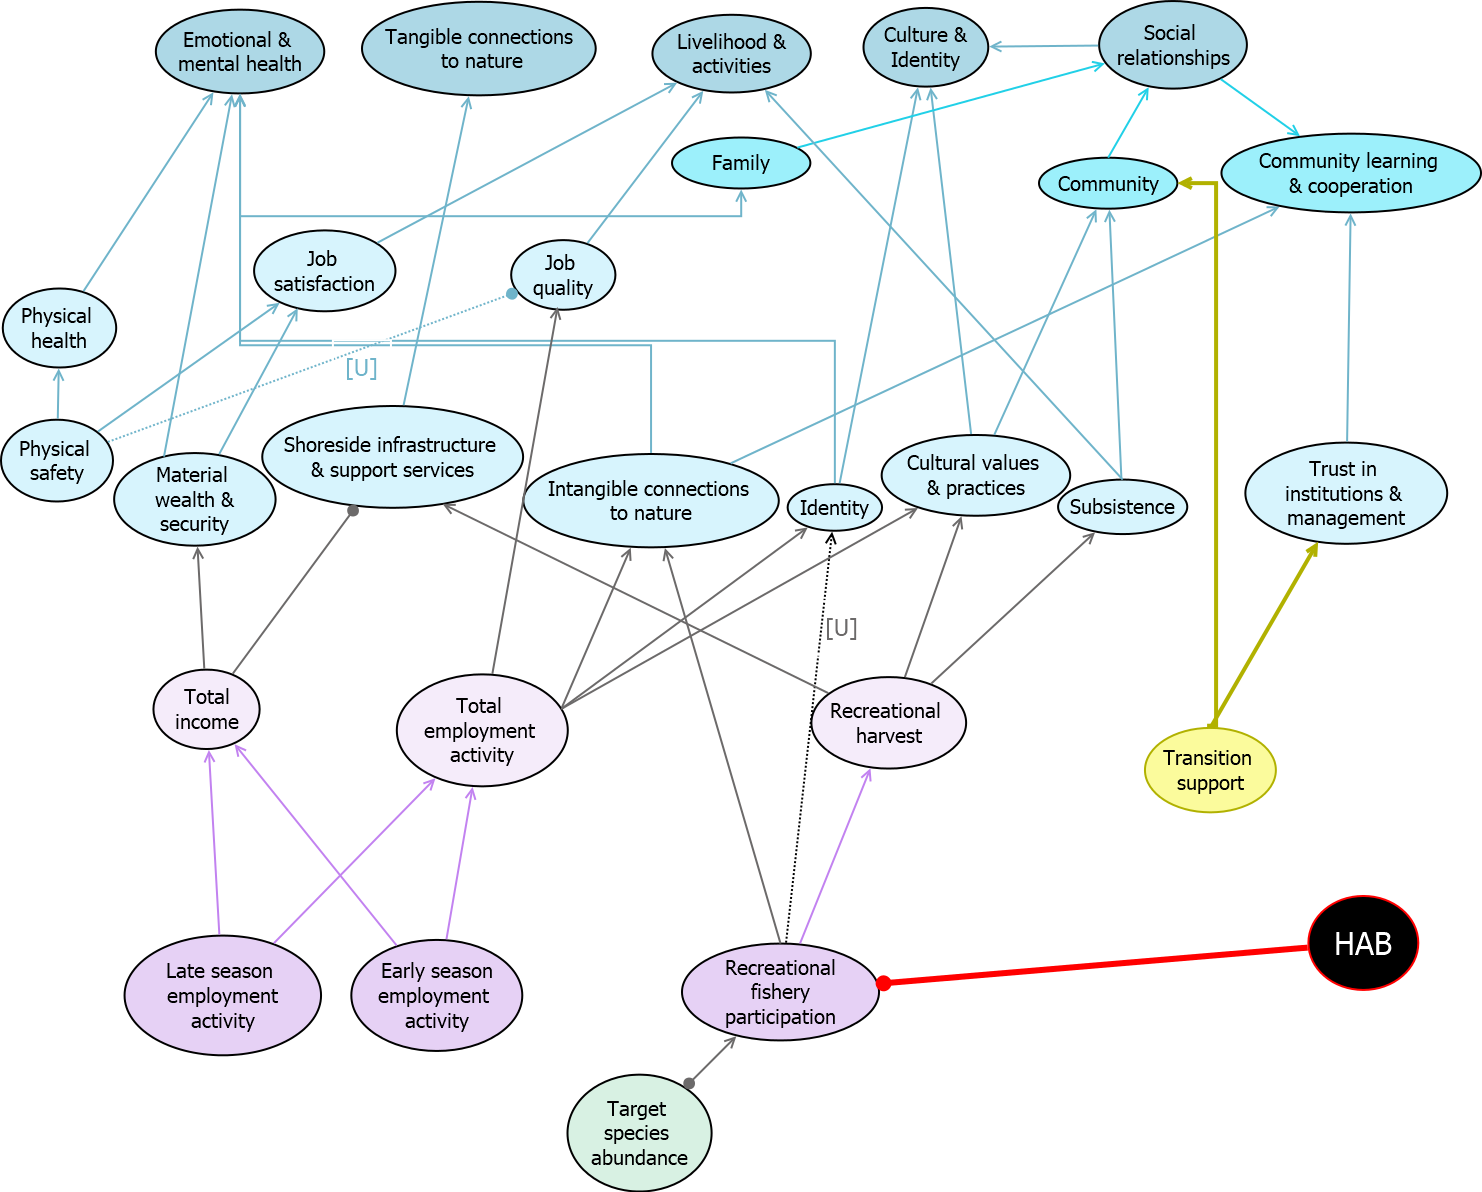 Emotional &
mental health
Tangible connections
to nature
Livelihood &
activities
Culture &
Identity
Social
relationships
Family
Community
Community learning
& cooperation
Job
satisfaction
Job
quality
Physical
health
[U]
Physical
safety
Material
wealth &
security
Shoreside infrastructure
& support services
Intangible connections
to nature
Identity
Cultural values
& practices
Subsistence
Trust in
institutions &
management
[U]
Total
income
Total
employment
activity
Recreational
harvest
Transition
support
Late season
employment
activity
Early season
employment
activity
Recreational
fishery
participation
HAB
Target
species
abundance